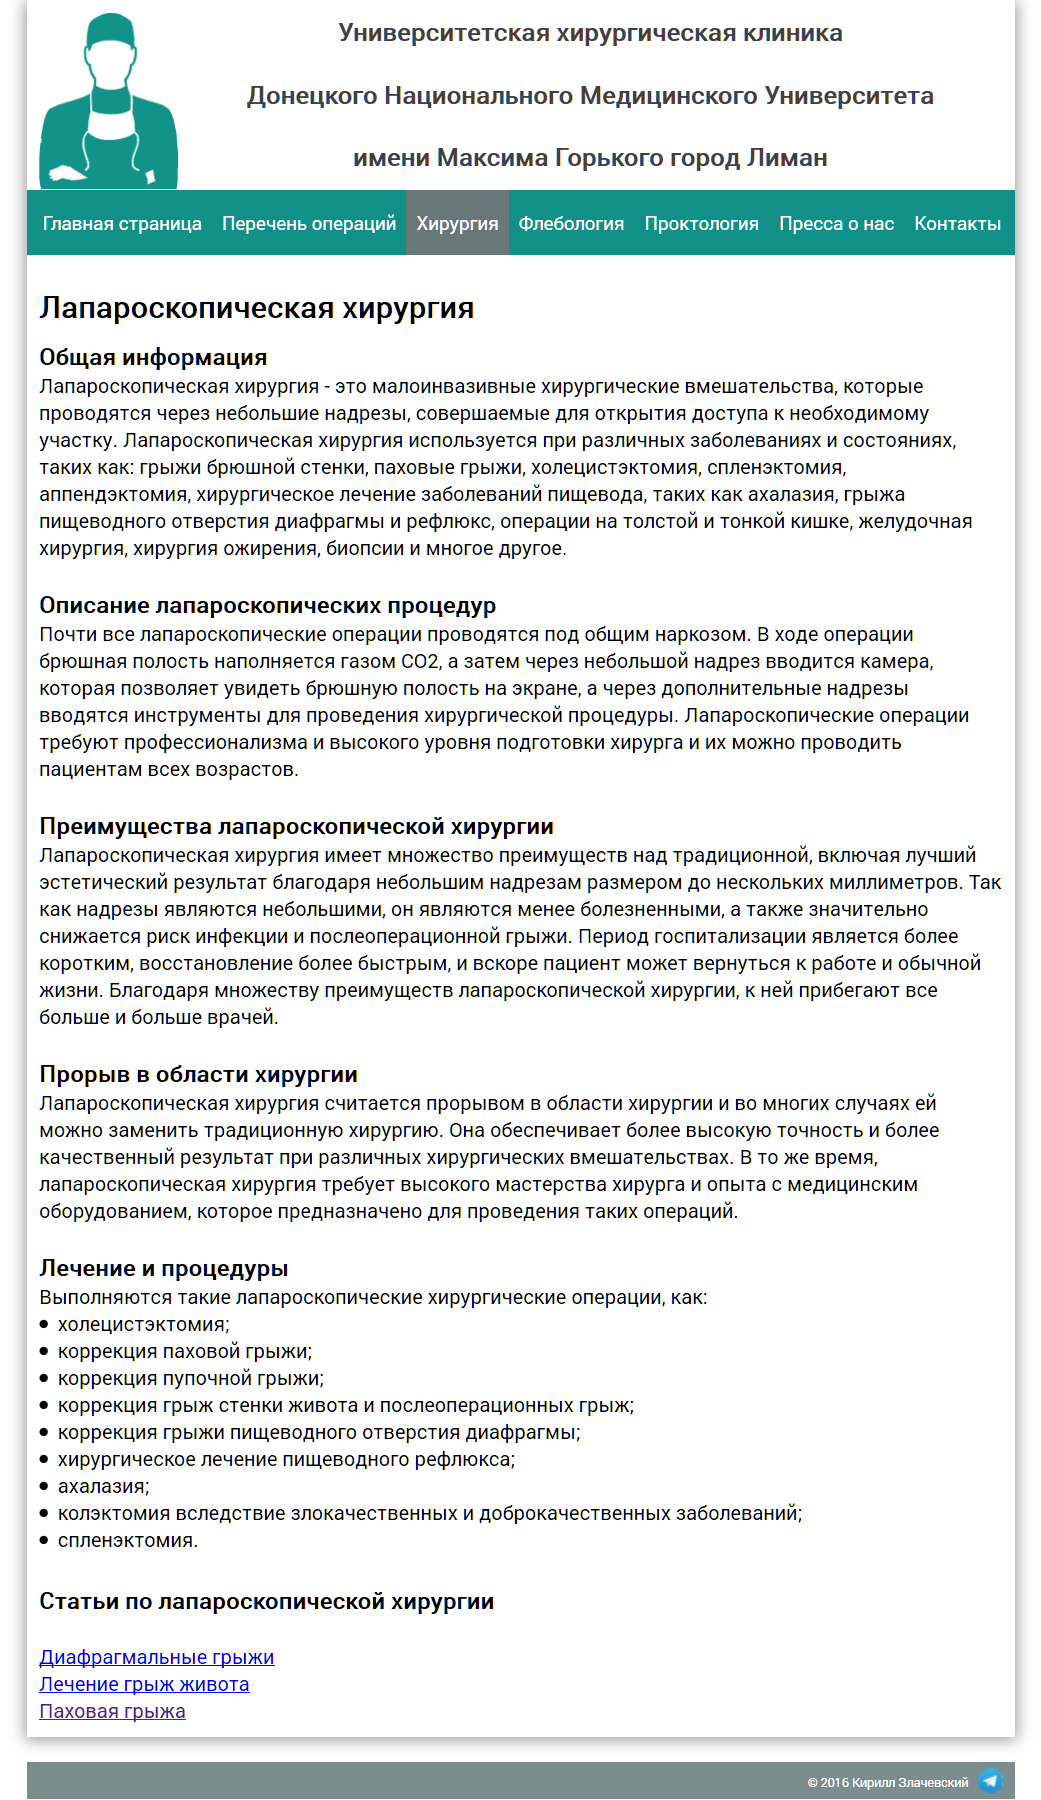 Университетская хирургическая клиника
Донецкого Национального Медицинского Университета
имени Максима Горького город Лиман
Главная страница Перечень операций Хирургия Флебология Проктология Пресса о нас Контакты
Лапароскопическая хирургия
Общая информация
Лапароскопическая хирургия - это малоинвазивные хирургические вмешательства, которые
проводятся через небольшие надрезы, совершаемые для открытия доступа к необходимому
участку. Лапароскопическая хирургия используется при различных заболеваниях и состояниях,
таких как: грыжи брюшной стенки, паховые грыжи, холецистэктомия, спленэктомия,
аппендэктомия, хирургическое лечение заболеваний пищевода, таких как ахалазия, грыжа
пищеводного отверстия диафрагмы и рефлюкс, операции на толстой и тонкой кишке, желудочная
хирургия, хирургия ожирения, биопсии и многое другое.
Описание лапароскопических процедур
Почти все лапароскопические операции проводятся под общим наркозом. В ходе операции
брюшная полость наполняется газом CO2, а затем через небольшой надрез вводится камера,
которая позволяет увидеть брюшную полость на экране, а через дополнительные надрезы
вводятся инструменты для проведения хирургической процедуры. Лапароскопические операции
требуют профессионализма и высокого уровня подготовки хирурга и их можно проводить
пациентам всех возрастов.
Преимущества лапароскопической хирургии
Лапароскопическая хирургия имеет множество преимуществ над традиционной, включая лучший
эстетический результат благодаря небольшим надрезам размером до нескольких миллиметров. Так
как надрезы являются небольшими, он являются менее болезненными, а также значительно
снижается риск инфекции и послеоперационной грыжи. Период госпитализации является более
коротким, восстановление более быстрым, и вскоре пациент может вернуться к работе и обычной
жизни. Благодаря множеству преимуществ лапароскопической хирургии, к ней прибегают все
больше и больше врачей.
Прорыв в области хирургии
Лапароскопическая хирургия считается прорывом в области хирургии и во многих случаях ей
можно заменить традиционную хирургию. Она обеспечивает более высокую точность и более
качественный результат при различных хирургических вмешательствах. В то же время,
лапароскопическая хирургия требует высокого мастерства хирурга и опыта с медицинским
оборудованием, которое предназначено для проведения таких операций.
Лечение и процедуры
Выполняются такие лапароскопические хирургические операции, как:
● холецистэктомия;
● коррекция паховой грыжи;
● коррекция пупочной грыжи;
● коррекция грыж стенки живота и послеоперационных грыж;
● коррекция грыжи пищеводного отверстия диафрагмы;
● хирургическое лечение пищеводного рефлюкса;
● ахалазия;
● колэктомия вследствие злокачественных и доброкачественных заболеваний;
● спленэктомия.
Статьи по лапароскопической хирургии
Диафрагмальные грыжи
Лечение грыж живота
Паховая грыжа
© 2016 Кирилл Злачевский